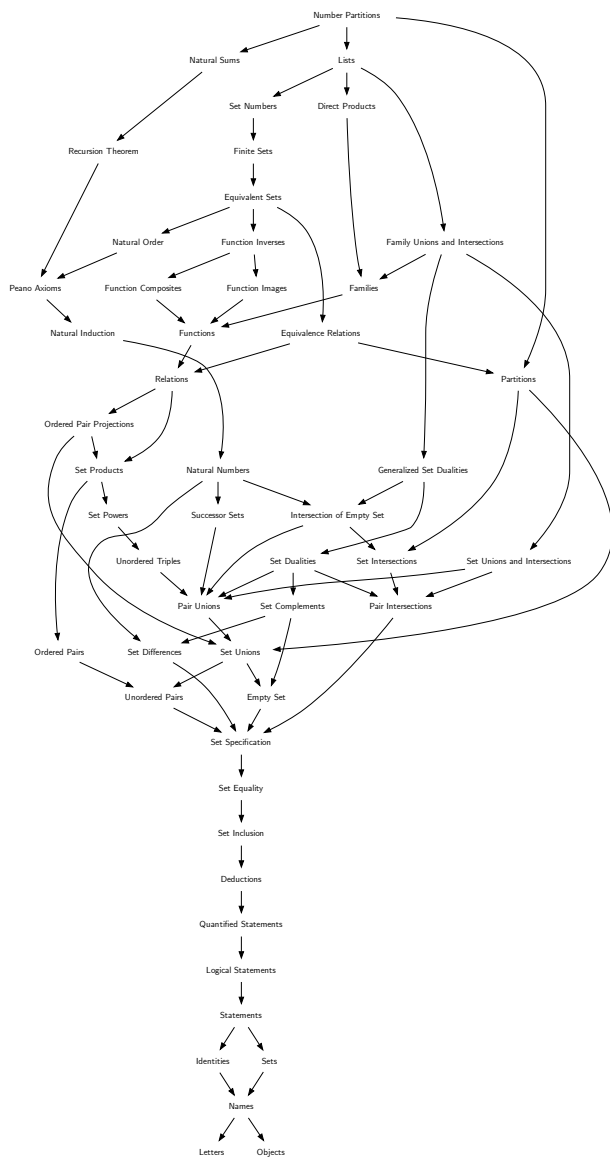 Number Partitions
Natural Sums
Lists
Set Numbers
Direct Products
Recursion Theorem
Finite Sets
Equivalent Sets
Natural Order
Function Inverses
Family Unions and Intersections
Peano Axioms
Function Composites
Function Images
Families
Natural Induction
Functions
Equivalence Relations
Relations
Partitions
Ordered Pair Projections
Set Products
Natural Numbers
Generalized Set Dualities
Set Powers
Successor Sets
Intersection of Empty Set
Unordered Triples
Set Dualities
Set Intersections
Set Unions and Intersections
Pair Unions
Set Complements
Pair Intersections
Ordered Pairs
Set Differences
Set Unions
Unordered Pairs
Empty Set
Set Specification
Set Equality
Set Inclusion
Deductions
Quantified Statements
Logical Statements
Statements
Identities
Sets
Names
Letters
Objects